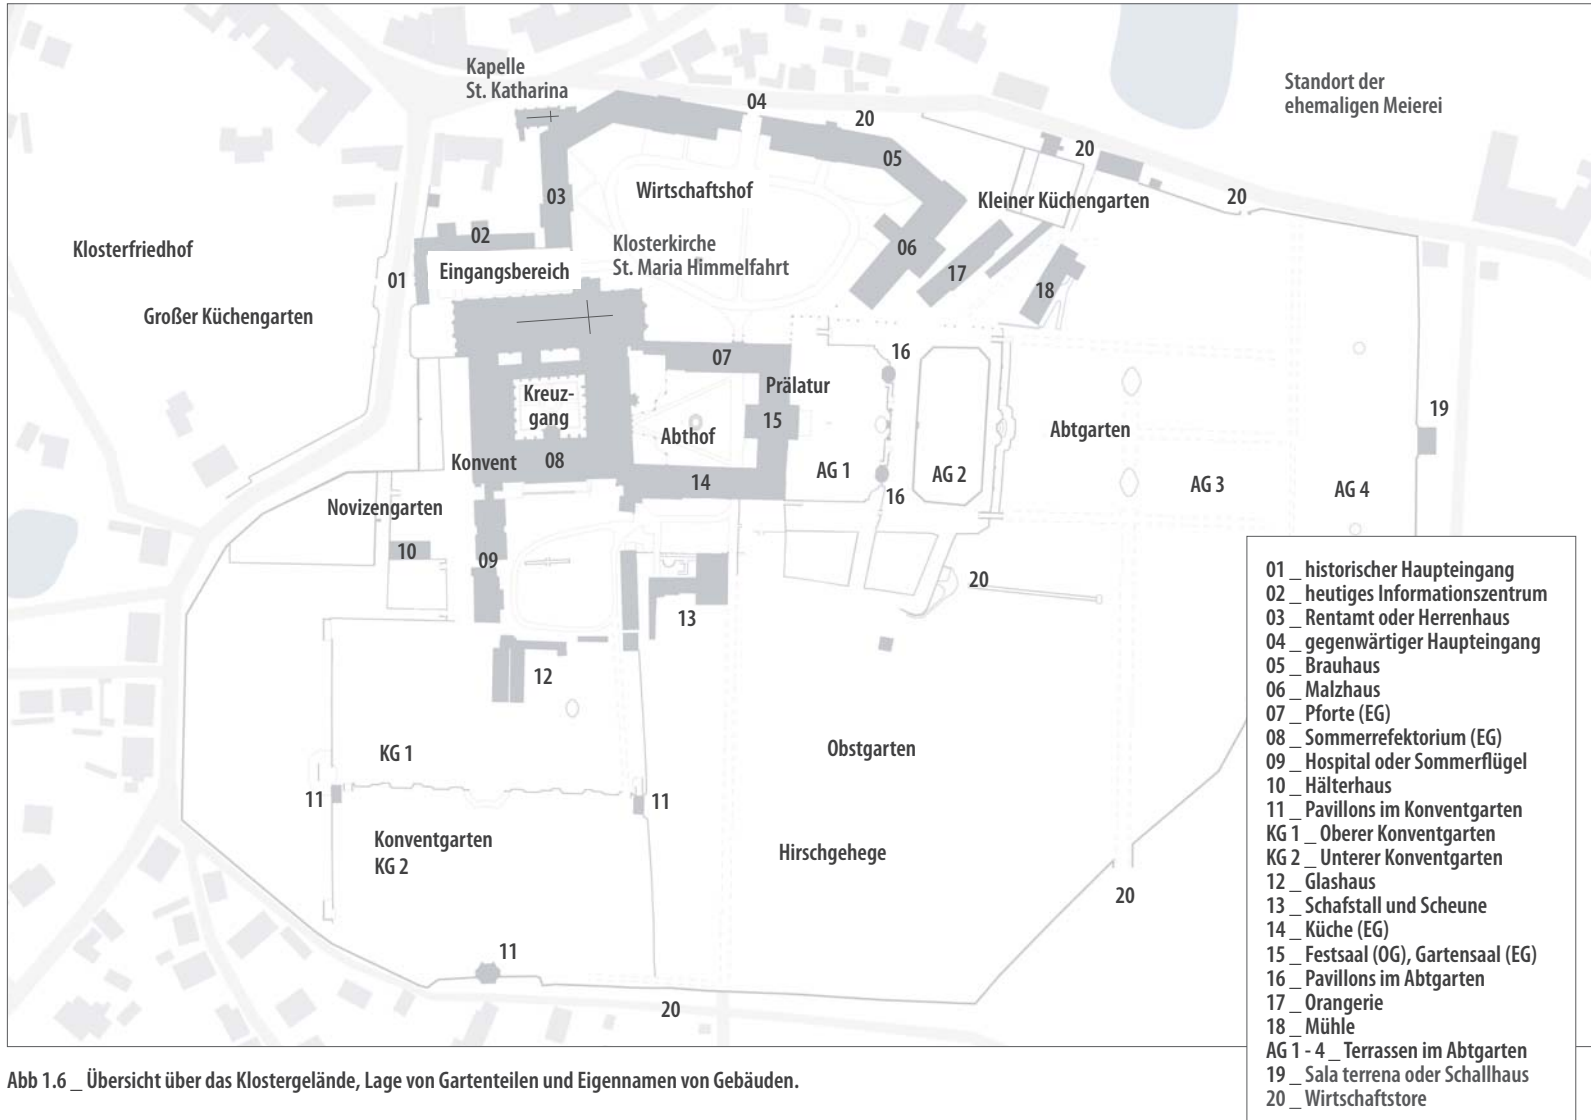 Kapelle
St. Katharina
04
Standort der
ehemaligen Meierei
20
20
05
03
Wirtschaftshof
Kleiner Küchengarten
20
Klosterfriedhof
02
01
Eingangsbereich
Klosterkirche
St. Maria Himmelfahrt
06
17
18
Großer Küchengarten
07
16
Prälatur
Kreuz-
gang
15
19
Abthof
Abtgarten
Konvent
08
AG 1
AG 2
14
16
AG 3
AG 4
Novizengarten
10
09
20
13
12
KG 1
Obstgarten
11
11
Konventgarten
KG 2
Hirschgehege
20
11
20
01 _ historischer Haupteingang
02 _ heutiges Informationszentrum
03 _ Rentamt oder Herrenhaus
04 _ gegenwärtiger Haupteingang
05 _ Brauhaus
06 _ Malzhaus
07 _ Pforte (EG)
08 _ Sommerrefektorium (EG)
09 _ Hospital oder Sommerflügel
10 _ Hälterhaus
11 _ Pavillons im Konventgarten
KG 1 _ Oberer Konventgarten
KG 2 _ Unterer Konventgarten
12 _ Glashaus
13 _ Schafstall und Scheune
14 _ Küche (EG)
15 _ Festsaal (OG), Gartensaal (EG)
16 _ Pavillons im Abtgarten
17 _ Orangerie
18 _ Mühle
AG 1 - 4 _ Terrassen im Abtgarten
19 _ Sala terrena oder Schallhaus
20 _ Wirtschaftstore
Abb 1.6 _ Übersicht über das Klostergelände, Lage von Gartenteilen und Eigennamen von Gebäuden.